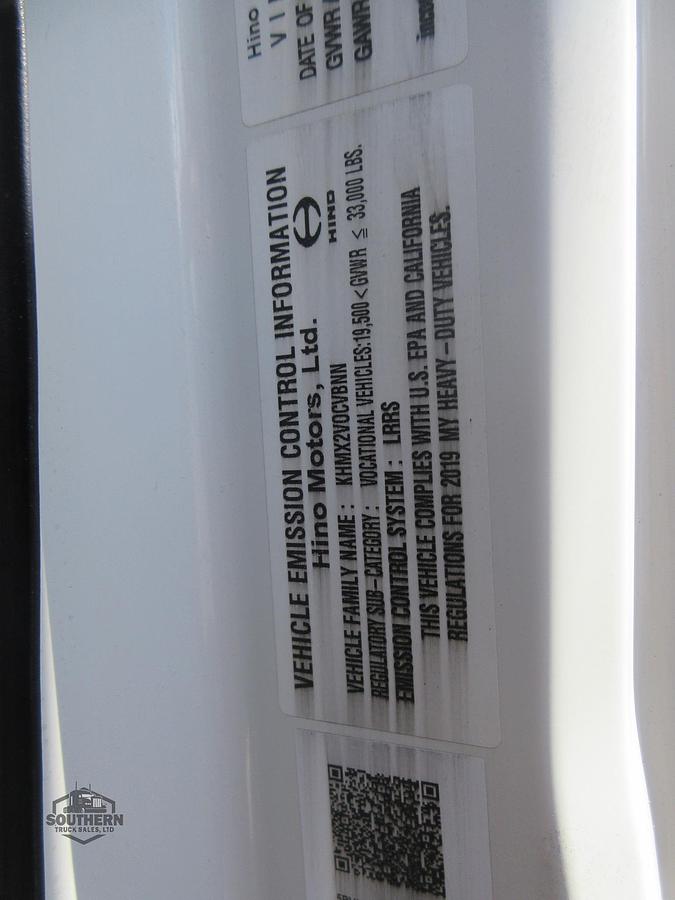 Hino
VIN
DATE OF
GVWR
GAWR
VEHICLE EMISSION CONTROL INFORMATION
Hino Motors, Ltd.
HINO
VEHICLE FAMILY NAME : KHMX2VOCVBNN
REGULATORY SUB-CATEGORY : VOCATIONAL VEHICLES:19,500 < GVWR ≤ 33,000 LBS.
EMISSION CONTROL SYSTEM : LRRS
THIS VEHICLE COMPLIES WITH U.S. EPA AND CALIFORNIA
REGULATIONS FOR 2019 MY HEAVY-DUTY VEHICLES.
SOUTHERN
TRUCK SALES, LTD